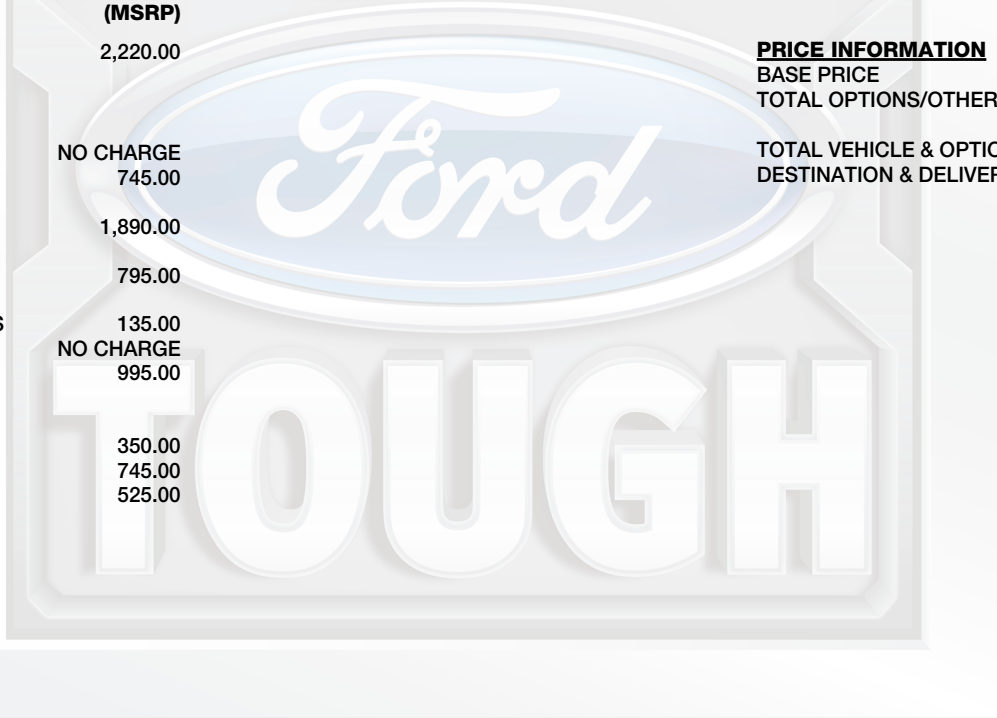 (MSRP)
2,220.00
NO CHARGE
745.00
1,890.00
795.00
S 135.00
NO CHARGE
995.00
350.00
745.00
525.00
PRICE INFORMATION
BASE PRICE
TOTAL OPTIONS/OTHER
TOTAL VEHICLE & OPTIO
DESTINATION & DELIVER
Ford
TOUGH